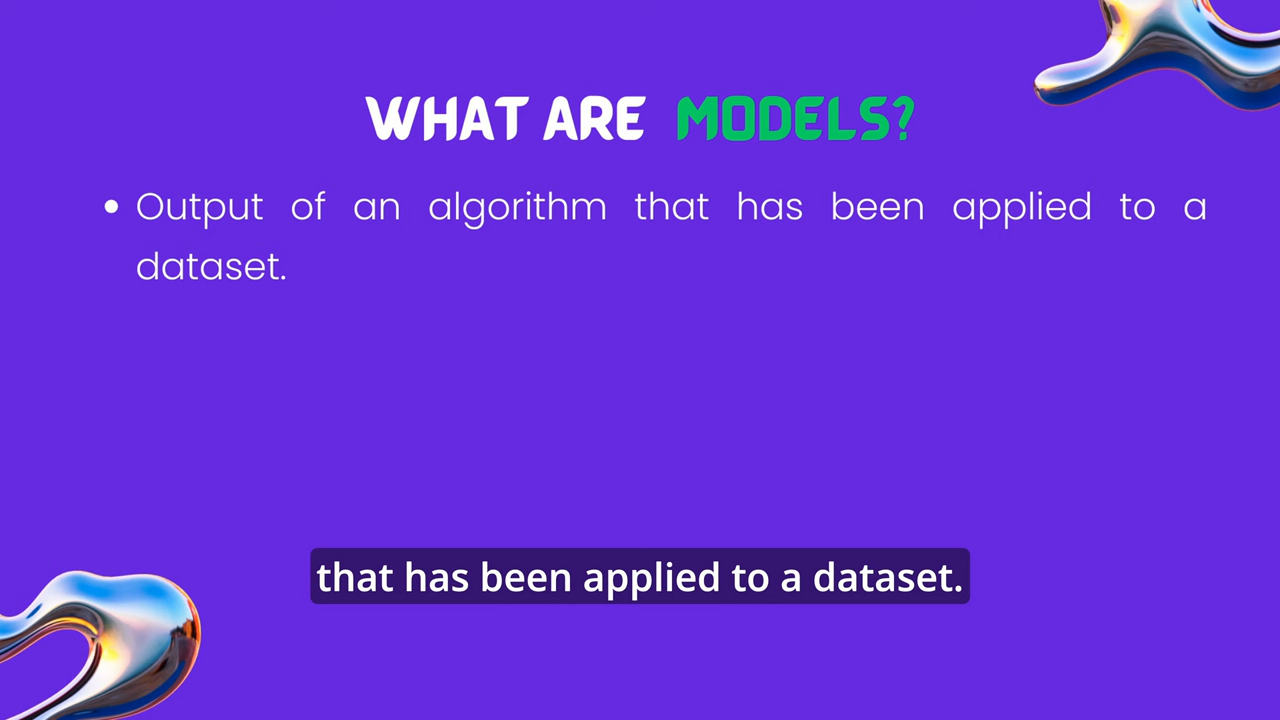 WHAT ARE MODELS?
• Output of an algorithm that has been applied to a
dataset.
that has been applied to a dataset.